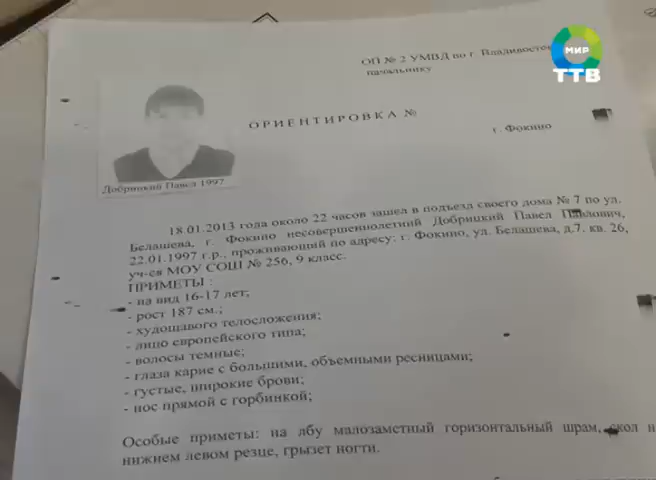 МИР
ТТВ
ОП № 2 УМВД по г. Владивосток
начальнику
ОРИЕНТИРОВКА №
г. Фокино
Добрицкий Павел 1997
18.01.2013 года около 22 часов зашел в подъезд своего дома № 7 по ул.
Белашева, г. Фокино несовершеннолетний Добрицкий Павел Павлович,
22.01.1997 г.р., проживающий по адресу: г. Фокино, ул. Белашева, д.7. кв. 26,
уч-ся МОУ СОШ № 256, 9 класс.
ПРИМЕТЫ :
- на вид 16-17 лет;
- рост 187 см.;
- худощавого телосложения;
- лицо европейского типа;
- волосы темные;
- глаза карие с большими, объемными ресницами;
- густые, широкие брови;
- нос прямой с горбинкой;
Особые приметы: на лбу малозаметный горизонтальный шрам, скол н
нижнем левом резце, грызет ногти.